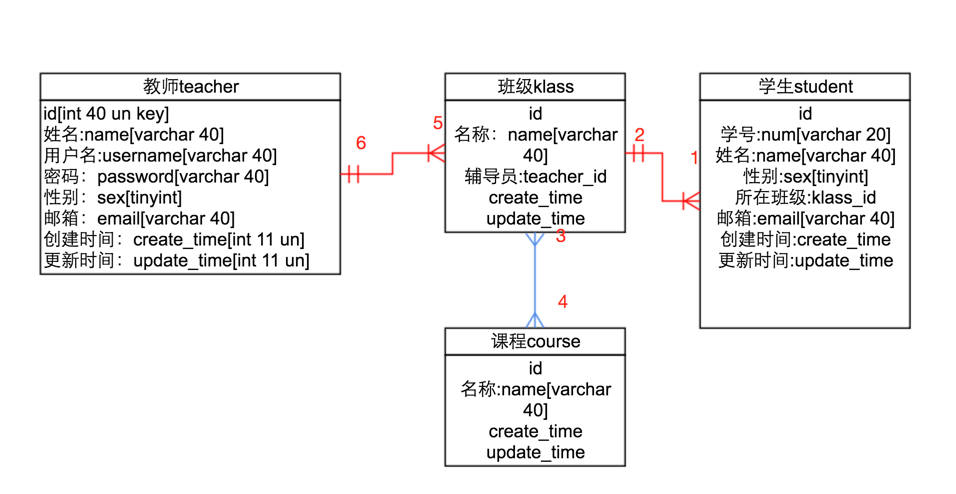 教师teacher
id[int 40 un key]
姓名:name[varchar 40]
用户名:username[varchar 40]
密码：password[varchar 40]
性别：sex[tinyint]
邮箱：email[varchar 40]
创建时间：create_time[int 11 un]
更新时间：update_time[int 11 un]
6
5
班级klass
id
名称：name[varchar
40]
辅导员:teacher_id
create_time
update_time
2
1
学生student
id
学号:num[varchar 20]
姓名:name[varchar 40]
性别:sex[tinyint]
所在班级:klass_id
邮箱:email[varchar 40]
创建时间:create_time
更新时间:update_time
3
4
课程course
id
名称:name[varchar
40]
create_time
update_time